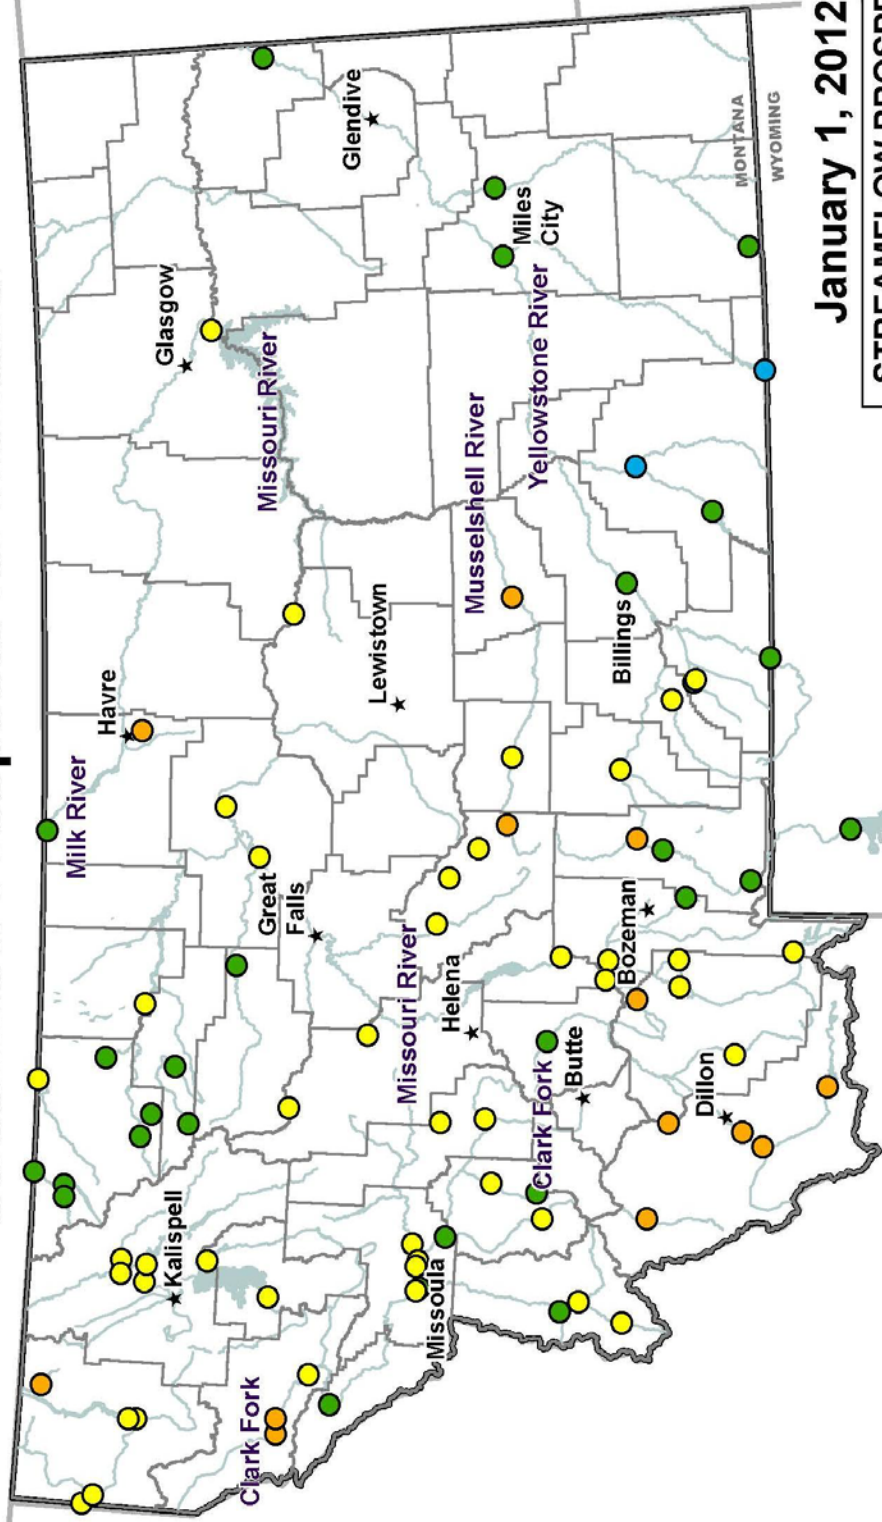 Milk River
Havre
Glasgow
Kalispell
Great
Falls
Missouri River
Glendive
Clark Fork
Lewistown
Missouri River
Helena
Musselshell River
Miles
City
Missoula
Clark Fork
Butte
Bozeman
Billings
Yellowstone River
Dillon
MONTANA
WYOMING
January 1, 2012